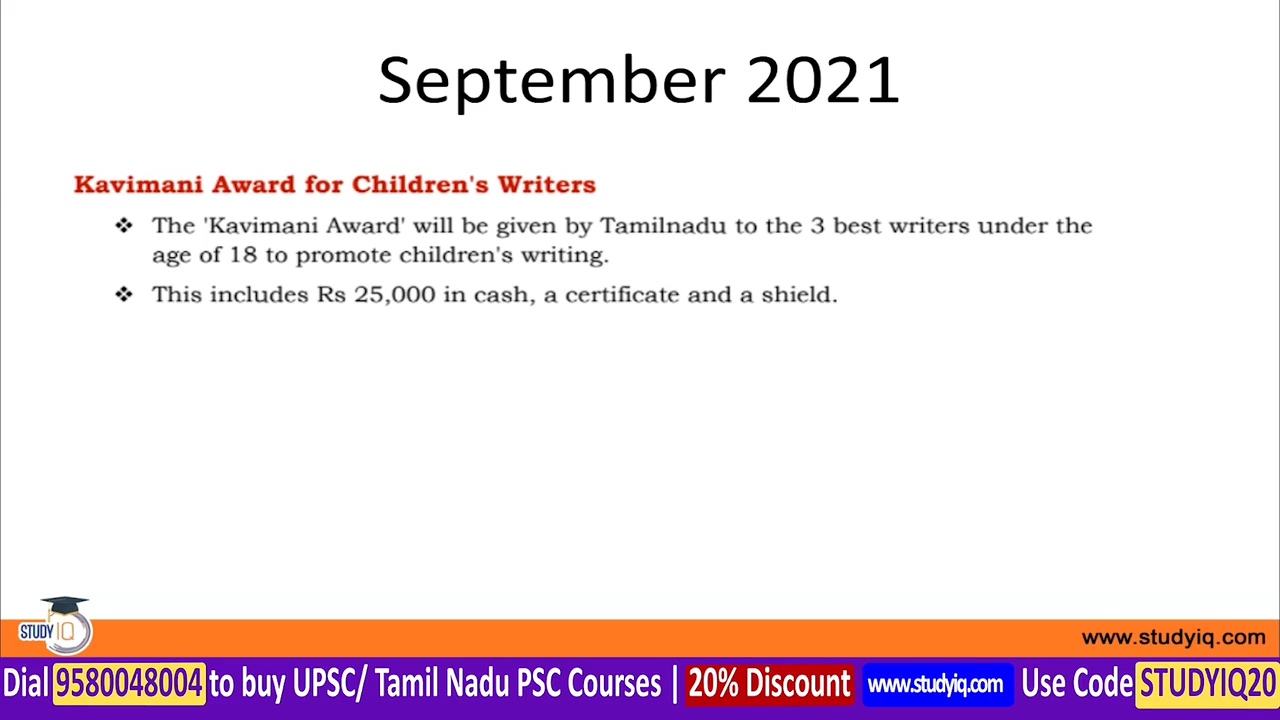 September 2021
Kavimani Award for Children's Writers
❖ The 'Kavimani Award' will be given by Tamilnadu to the 3 best writers under the
age of 18 to promote children's writing.
❖ This includes Rs 25,000 in cash, a certificate and a shield.
STUDY IQ
www.studyiq.com
Dial 9580048004 to buy UPSC/ Tamil Nadu PSC Courses | 20% Discount www.studyiq.com Use Code STUDYIQ20